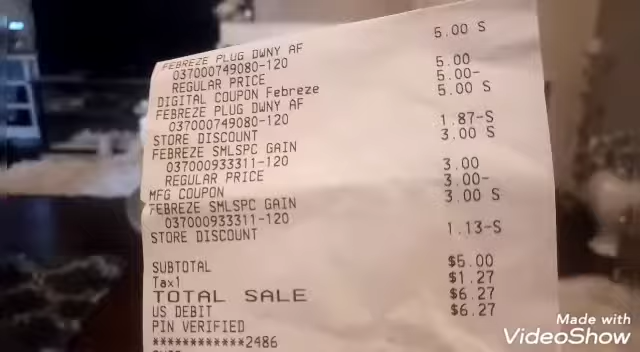 FEBREZE PLUG DWNY AF 5.00 S
037000749080-120
REGULAR PRICE 5.00
DIGITAL COUPON Febreze 5.00-
FEBREZE PLUG DWNY AF 5.00 S
037000749080-120
STORE DISCOUNT 1.87-S
FEBREZE SMLSPC GAIN 3.00 S
037000933311-120
REGULAR PRICE 3.00
MFG COUPON 3.00-
FEBREZE SMLSPC GAIN 3.00 S
037000933311-120
STORE DISCOUNT 1.13-S
SUBTOTAL $5.00
Tax1 $1.27
TOTAL SALE $6.27
US DEBIT $6.27
PIN VERIFIED
************2486
Made with
VideoShow